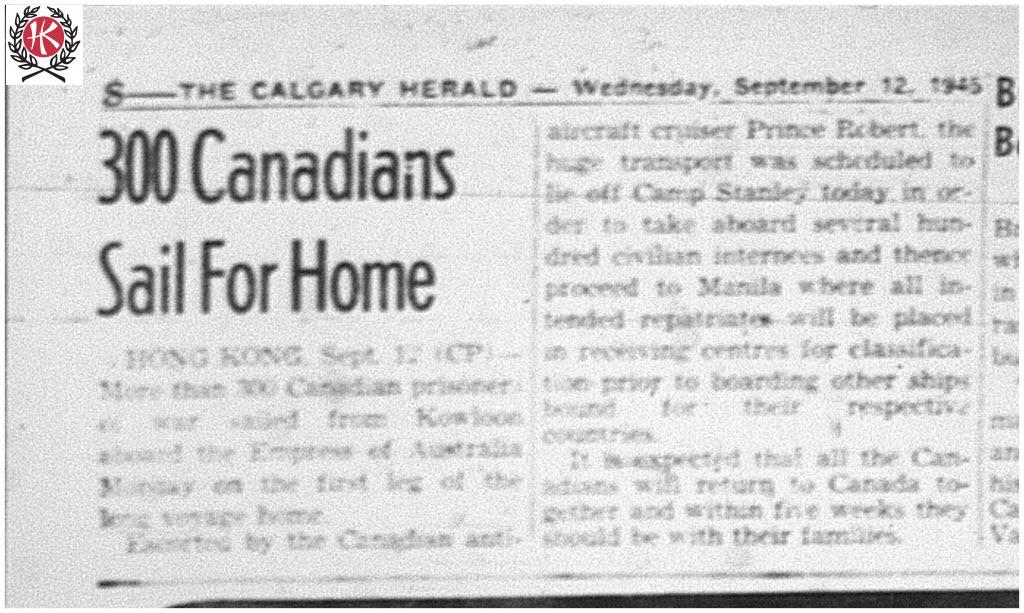 HK
8—THE CALGARY HERALD — Wednesday, September 12, 1945
300 Canadians
Sail For Home
HONG KONG, Sept. 12 (CP)—
More than 300 Canadian prisoners
of war sailed from Kowloon
aboard the Empress of Australia
Monday on the first leg of the
long voyage home.
Escorted by the Canadian anti-
aircraft cruiser Prince Robert, the
huge transport was scheduled to
lie off Camp Stanley today in or-
der to take aboard several hun-
dred civilian internees and thence
proceed to Manila where all in-
tended repatriates will be placed
in receiving centres for classifica-
tion prior to boarding other ships
bound for their respective
countries.
It is expected that all the Can-
adians will return to Canada to-
gether and within five weeks they
should be with their families.